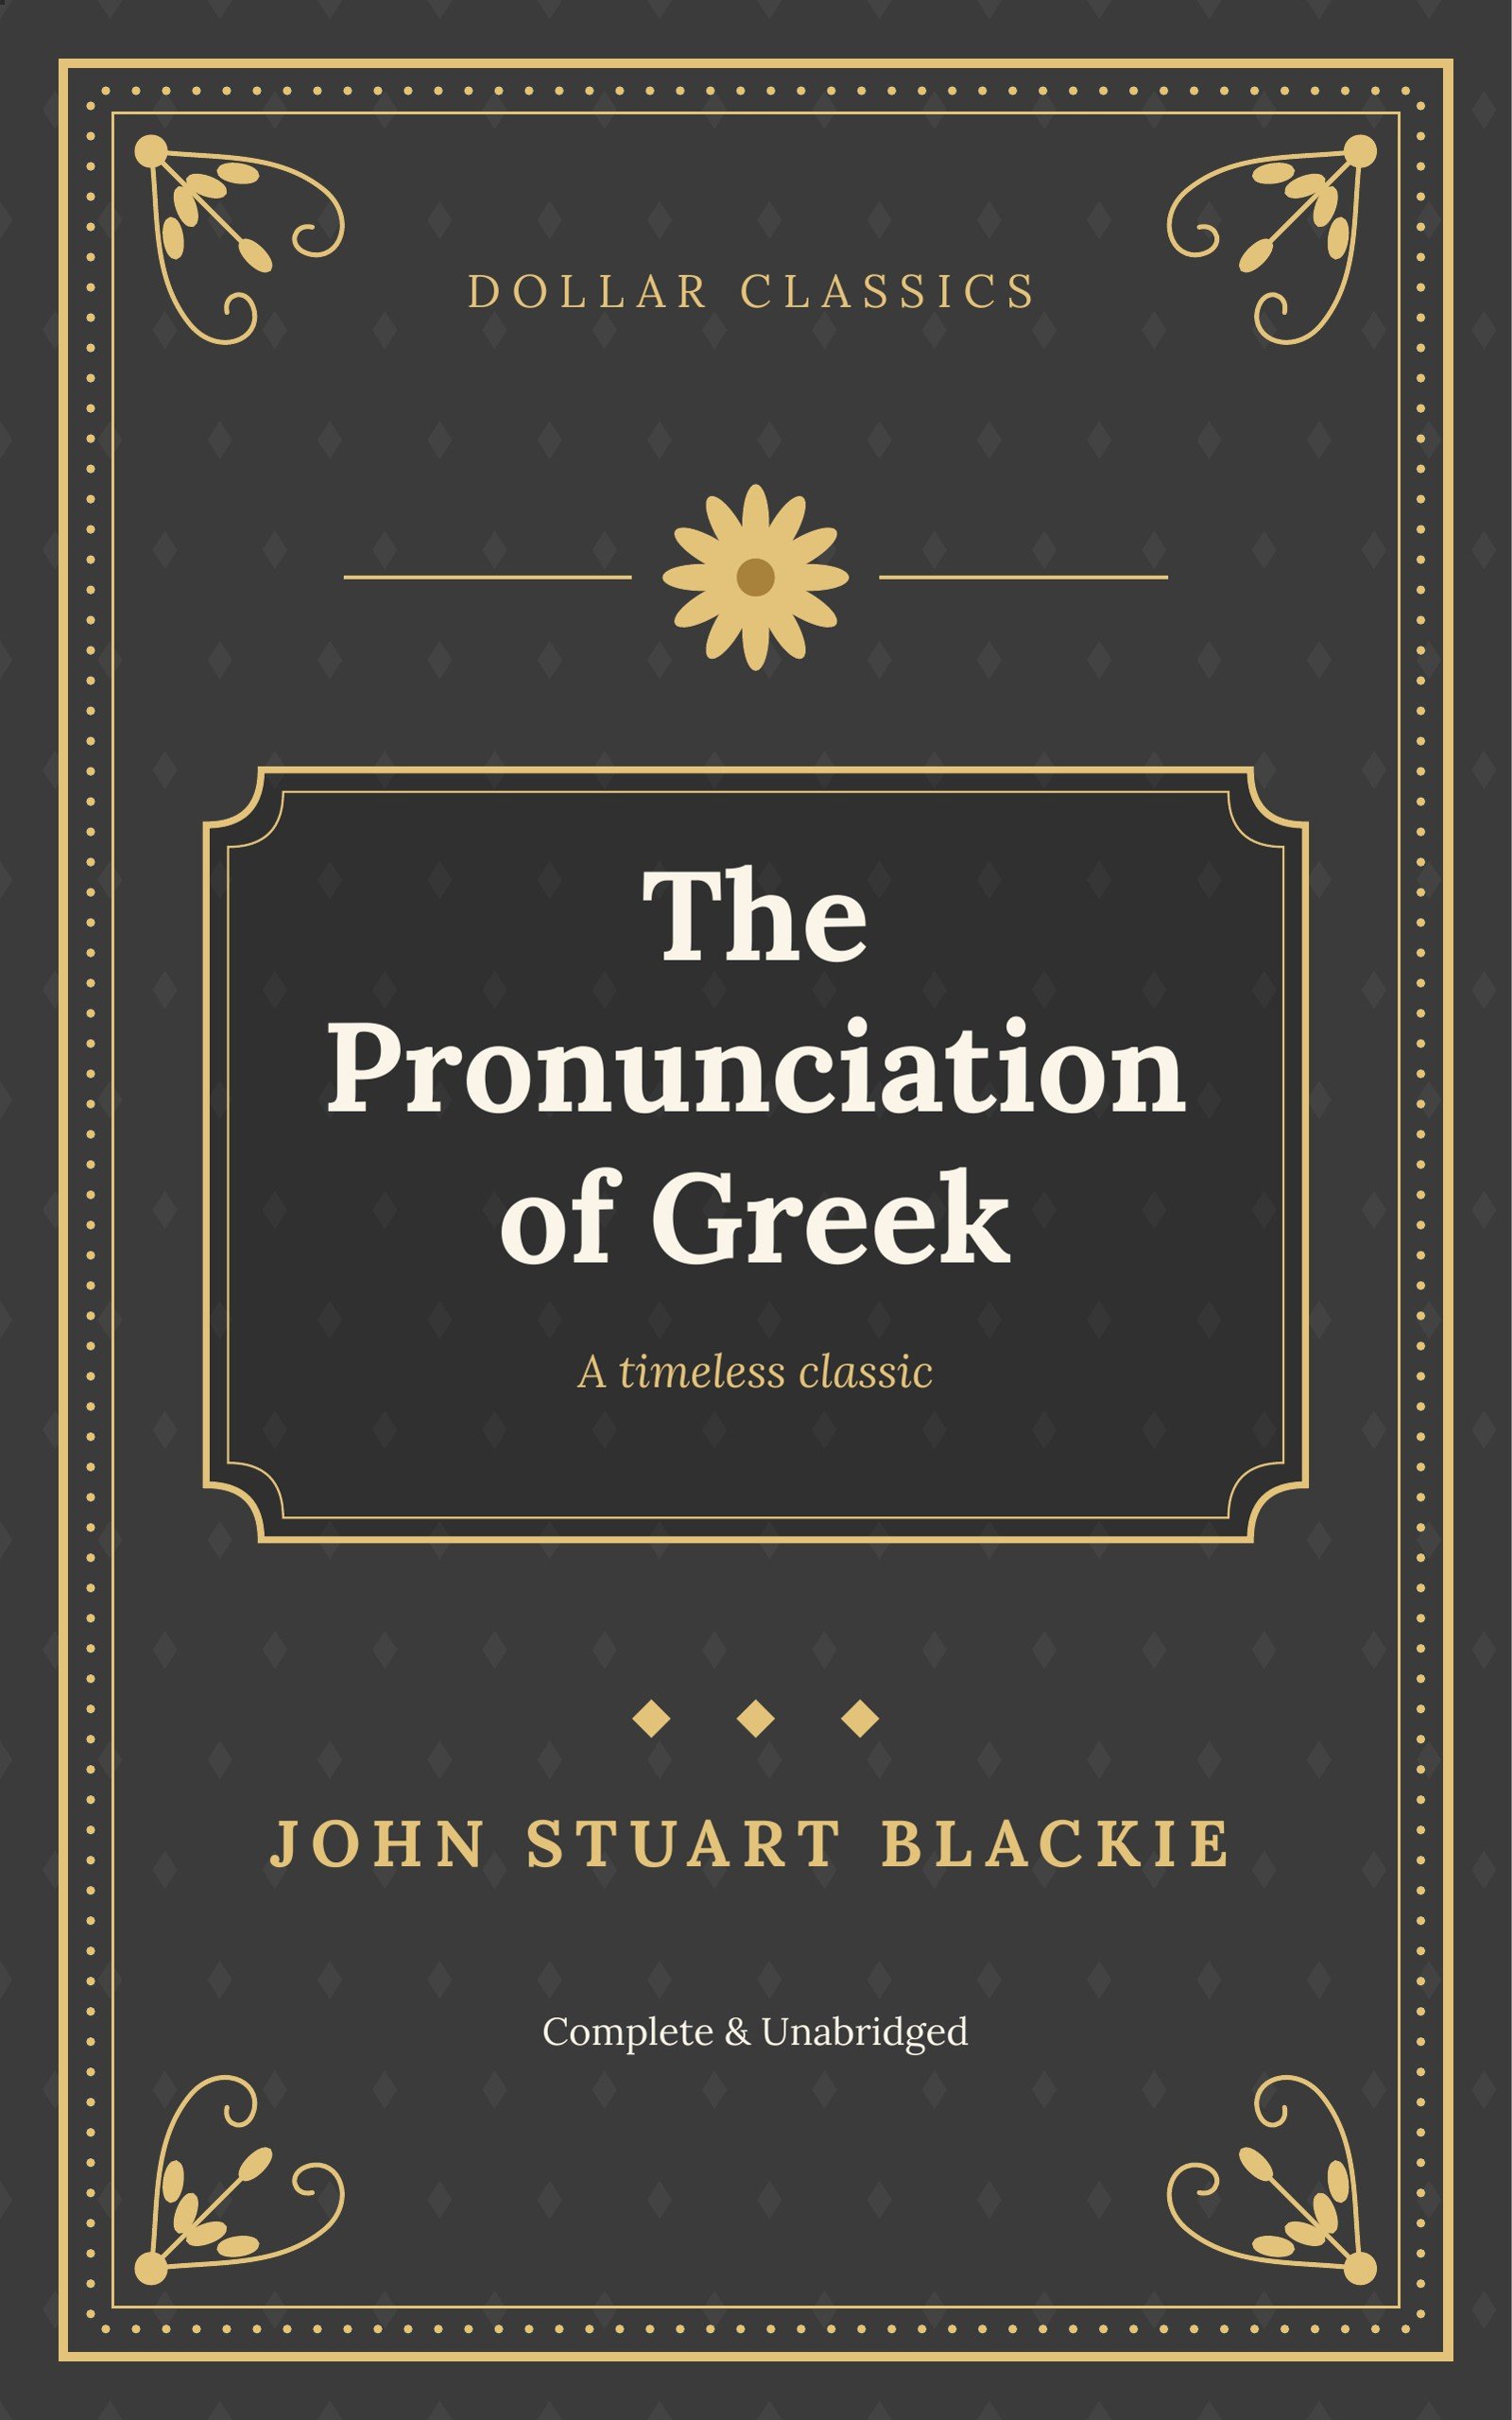 DOLLAR CLASSICS
The
Pronunciation
of Greek
A timeless classic
JOHN STUART BLACKIE
Complete & Unabridged